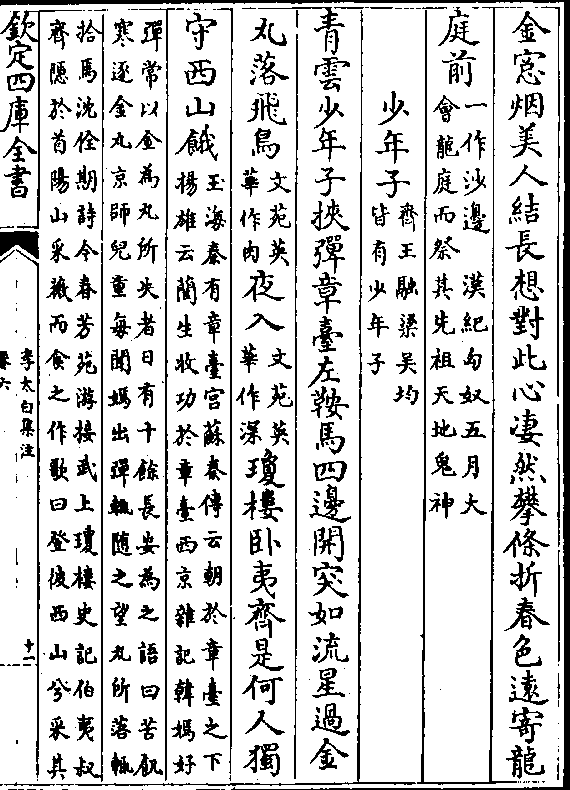 金窓烟美人結長想對此心凄然攀條折春色遠寄龍
庭前一作沙邊　漢紀匈奴五月大
會龍庭而祭其先祖天地鬼神
少年子齊王融梁吴均
皆有少年子
青雲少年子挾彈章臺左鞍馬四邊開突如流星過金
丸落飛鳥文苑英
華作肉夜入文苑英
華作深瓊樓卧夷齊是何人獨
守西山餓玉海秦有章臺宮蘇秦傳云朝於章臺之下
揚雄云藺生收功於章臺西京雜記韓嫣好
彈常以金為丸所失者日有十餘長安為之語曰苦飢
寒逐金丸京師兒童每聞嫣出彈輒隨之望丸所落輒
拾焉沈佺期詩今春芳苑游接武上瓊樓史記伯夷叔
齊隱於首陽山采薇而食之作歌曰登彼西山兮采其
欽定四庫全書
李太白集注
卷六
十一